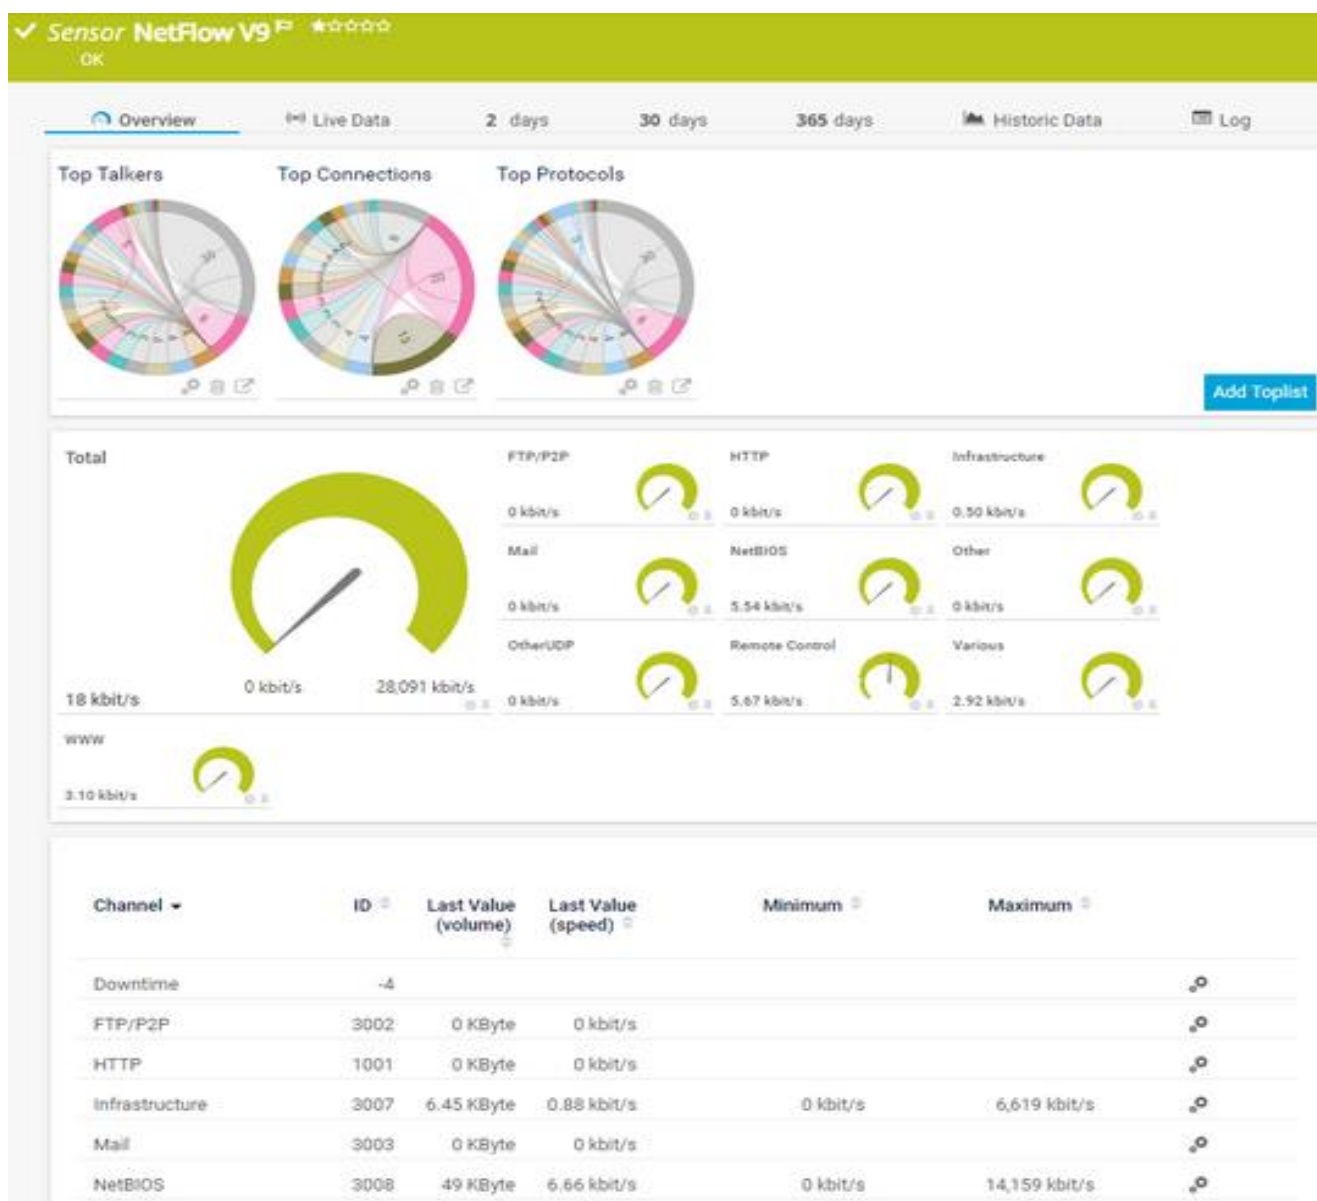 Sensor NetFlow V9
OK
Overview
Live Data
2 days
30 days
365 days
Historic Data
Log
Top Talkers
Top Connections
Top Protocols
Add Toplist
Total
18 kbit/s
0 kbit/s
28,091 kbit/s
FTP/P2P
0 kbit/s
HTTP
0 kbit/s
Infrastructure
0.50 kbit/s
Mail
0 kbit/s
NetBIOS
5.54 kbit/s
Other
0 kbit/s
OtherUDP
0 kbit/s
Remote Control
5.67 kbit/s
Various
2.92 kbit/s
WWW
3.10 kbit/s
Channel ID Last Value (volume) Last Value (speed) Minimum Maximum
Downtime -4
FTP/P2P 3002 0 KByte 0 kbit/s
HTTP 1001 0 KByte 0 kbit/s
Infrastructure 3007 6.45 KByte 0.88 kbit/s 0 kbit/s 6,619 kbit/s
Mail 3003 0 KByte 0 kbit/s
NetBIOS 3008 49 KByte 6.66 kbit/s 0 kbit/s 14,159 kbit/s